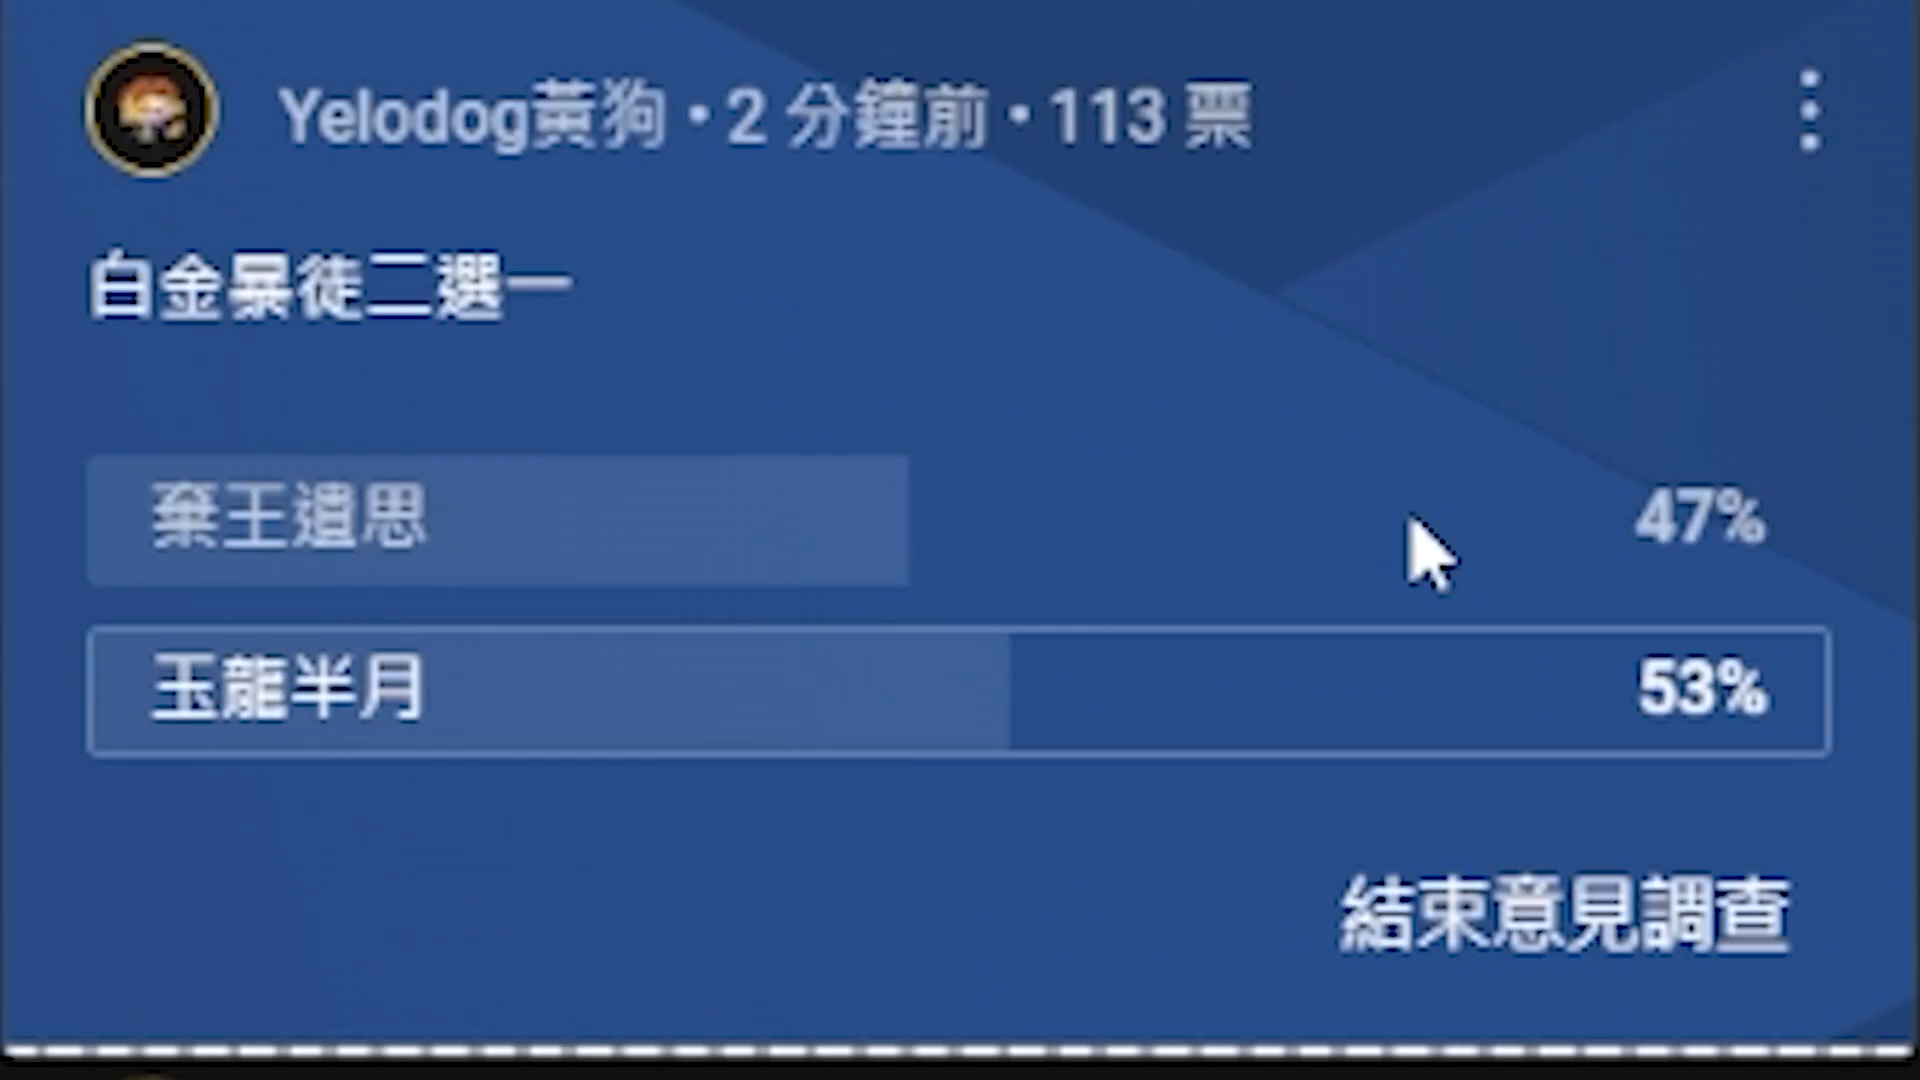 Yelodog黃狗 • 2 分鐘前 • 113 票
白金暴徒二選一
棄王遺思 47%
玉龍半月 53%
結束意見調查